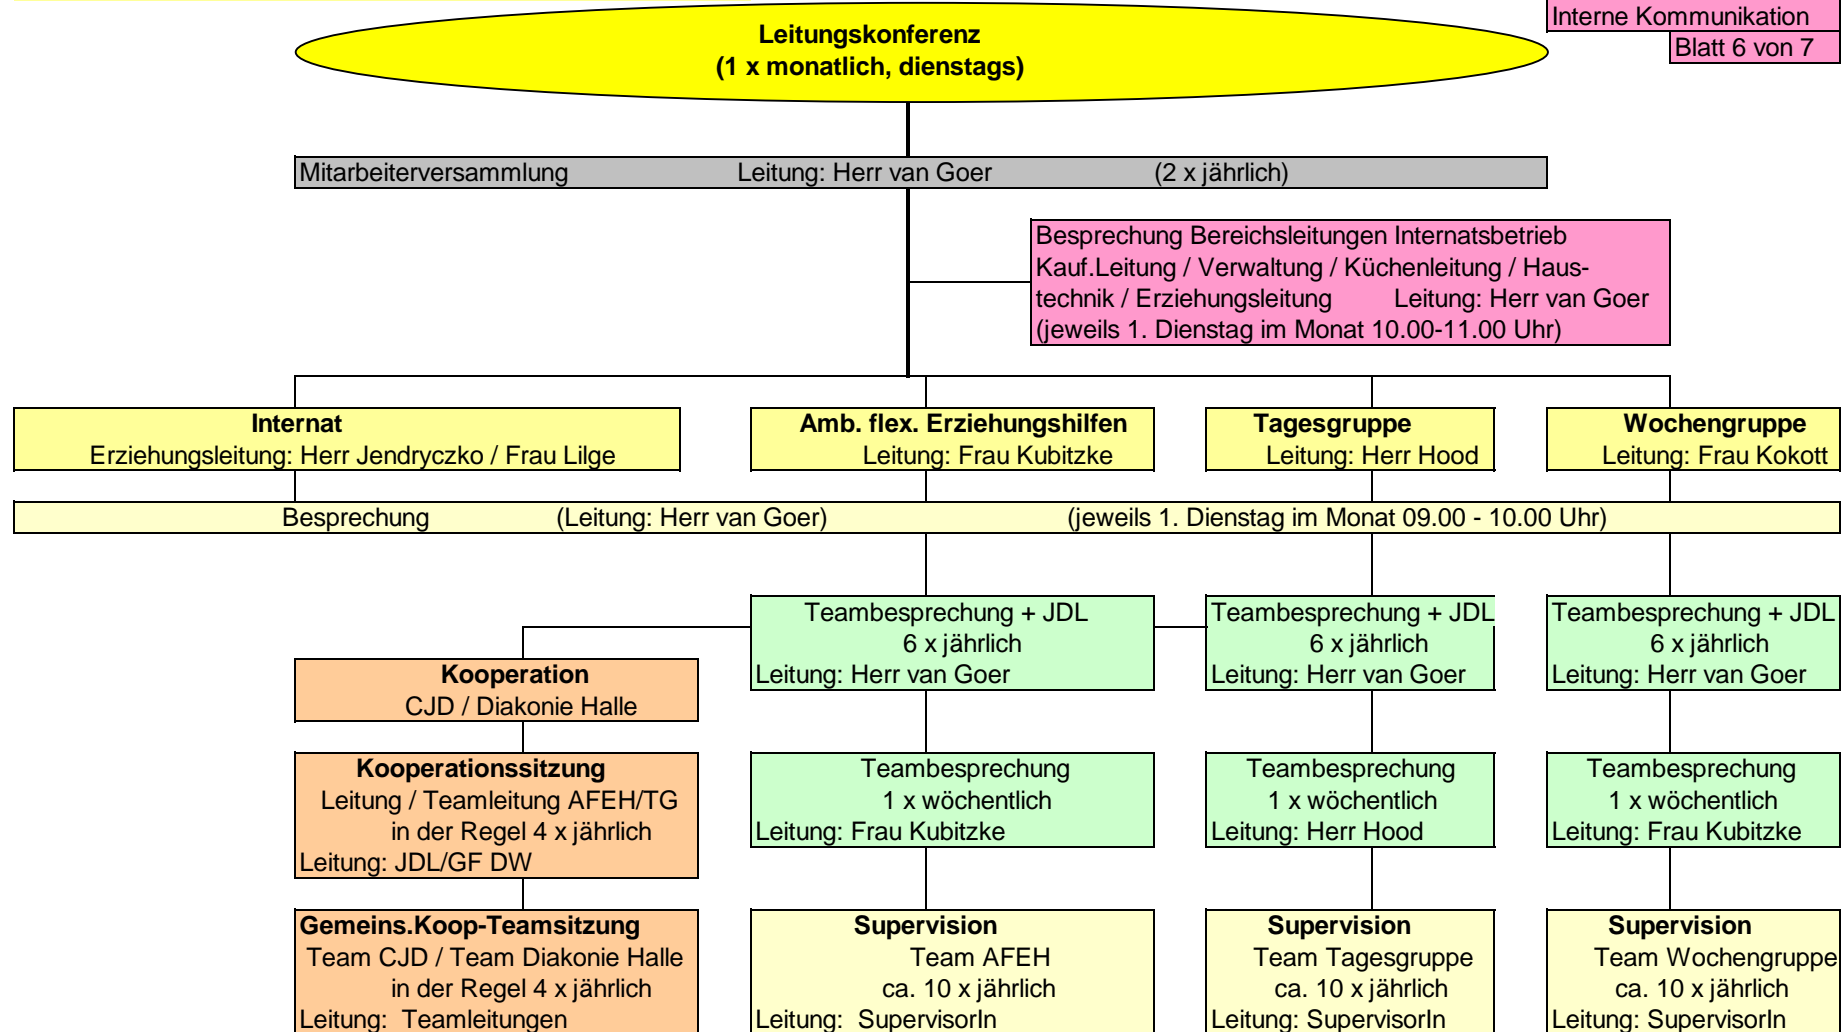 Interne Kommunikation
Blatt 6 von 7
Leitungskonferenz
(1 x monatlich, dienstags)
Mitarbeiterversammlung Leitung: Herr van Goer (2 x jährlich)
Besprechung Bereichsleitungen Internatsbetrieb
Kauf.Leitung / Verwaltung / Küchenleitung / Haus-
technik / Erziehungsleitung Leitung: Herr van Goer
(jeweils 1. Dienstag im Monat 10.00-11.00 Uhr)
Internat
Erziehungsleitung: Herr Jendryczko / Frau Lilge
Amb. flex. Erziehungshilfen
Leitung: Frau Kubitzke
Tagesgruppe
Leitung: Herr Hood
Wochengruppe
Leitung: Frau Kokott
Besprechung (Leitung: Herr van Goer) (jeweils 1. Dienstag im Monat 09.00 - 10.00 Uhr)
Teambesprechung + JDL
6 x jährlich
Leitung: Herr van Goer
Teambesprechung + JDL
6 x jährlich
Leitung: Herr van Goer
Teambesprechung + JDL
6 x jährlich
Leitung: Herr van Goer
Kooperation
CJD / Diakonie Halle
Kooperationssitzung
Leitung / Teamleitung AFEH/TG
in der Regel 4 x jährlich
Leitung: JDL/GF DW
Teambesprechung
1 x wöchentlich
Leitung: Frau Kubitzke
Teambesprechung
1 x wöchentlich
Leitung: Herr Hood
Teambesprechung
1 x wöchentlich
Leitung: Frau Kubitzke
Gemeins.Koop-Teamsitzung
Team CJD / Team Diakonie Halle
in der Regel 4 x jährlich
Leitung: Teamleitungen
Supervision
Team AFEH
ca. 10 x jährlich
Leitung: SupervisorIn
Supervision
Team Tagesgruppe
ca. 10 x jährlich
Leitung: SupervisorIn
Supervision
Team Wochengruppe
ca. 10 x jährlich
Leitung: SupervisorIn